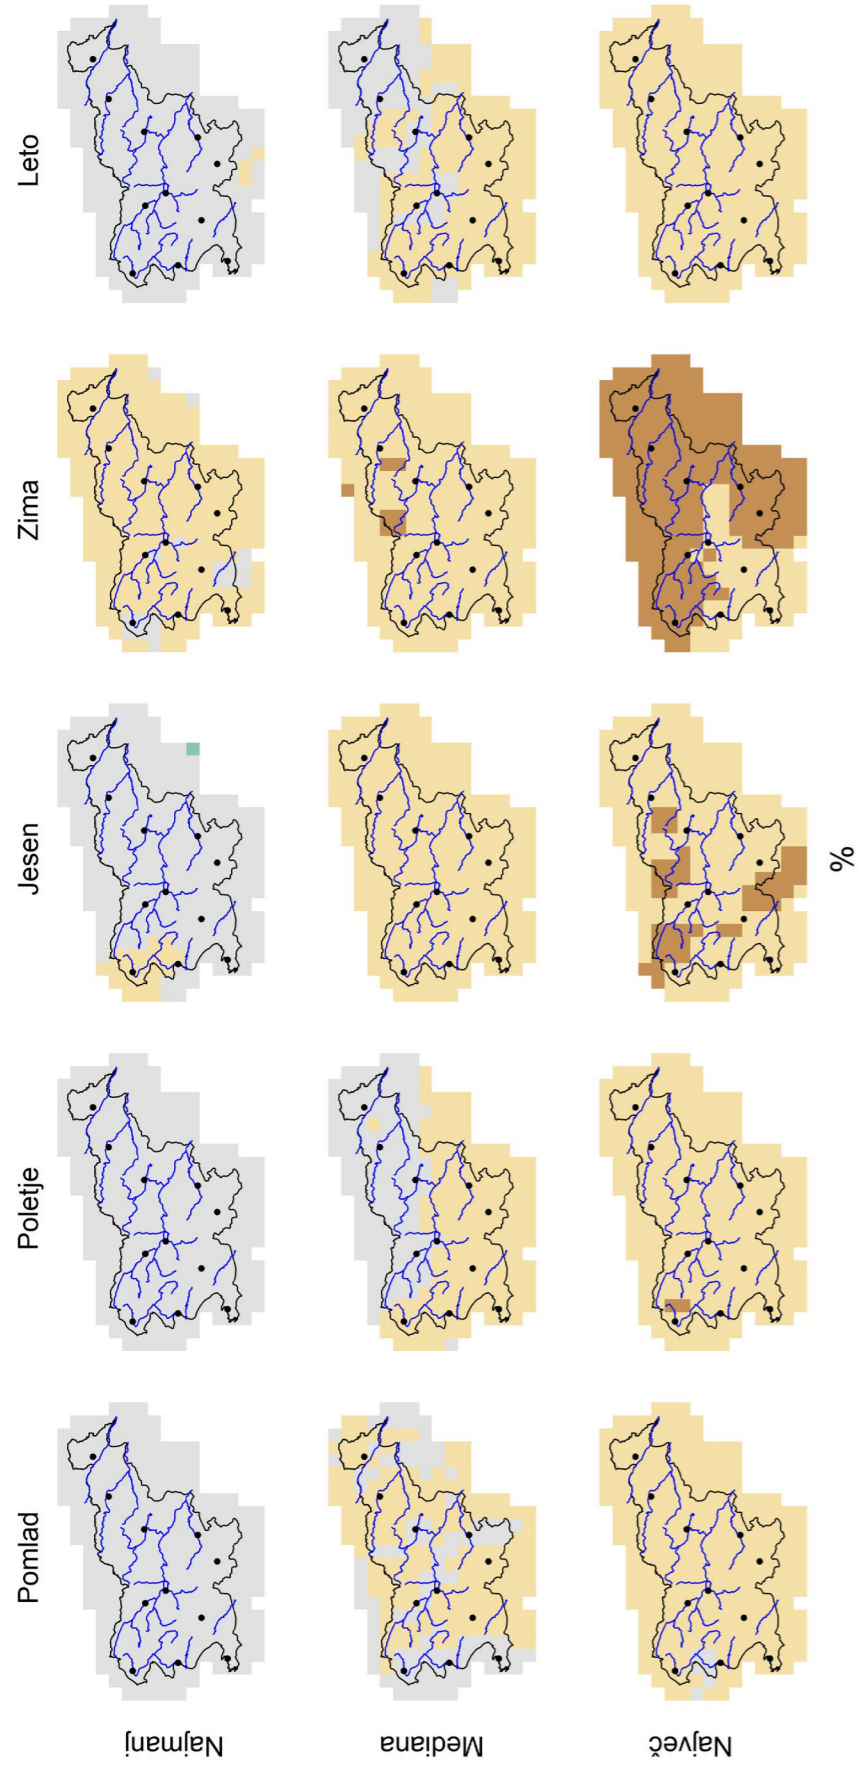 Leto
Zima
Jesen
Poletje
Pomlad
Najmanj
Mediana
Največ
%